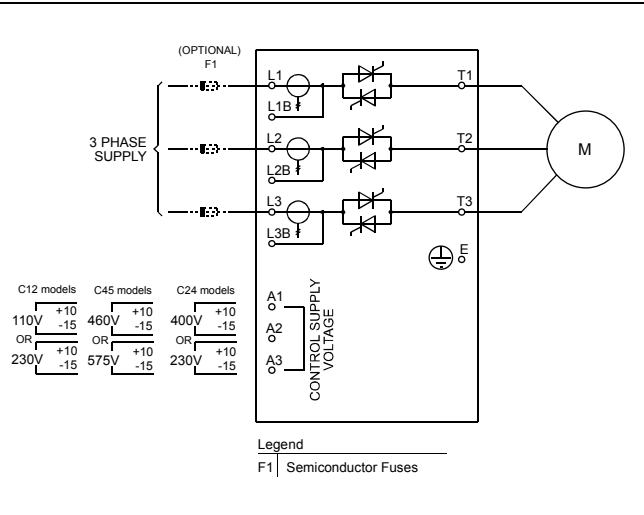 (OPTIONAL)
F1
L1
T1
L1B
3 PHASE
SUPPLY
L2
T2
M
L2B
L3
T3
L3B
E
C12 models
C45 models
C24 models
110V +10 -15
460V +10 -15
400V +10 -15
OR
OR
OR
230V +10 -15
575V +10 -15
230V +10 -15
A1
A2
A3
CONTROL SUPPLY
VOLTAGE
Legend
F1 Semiconductor Fuses